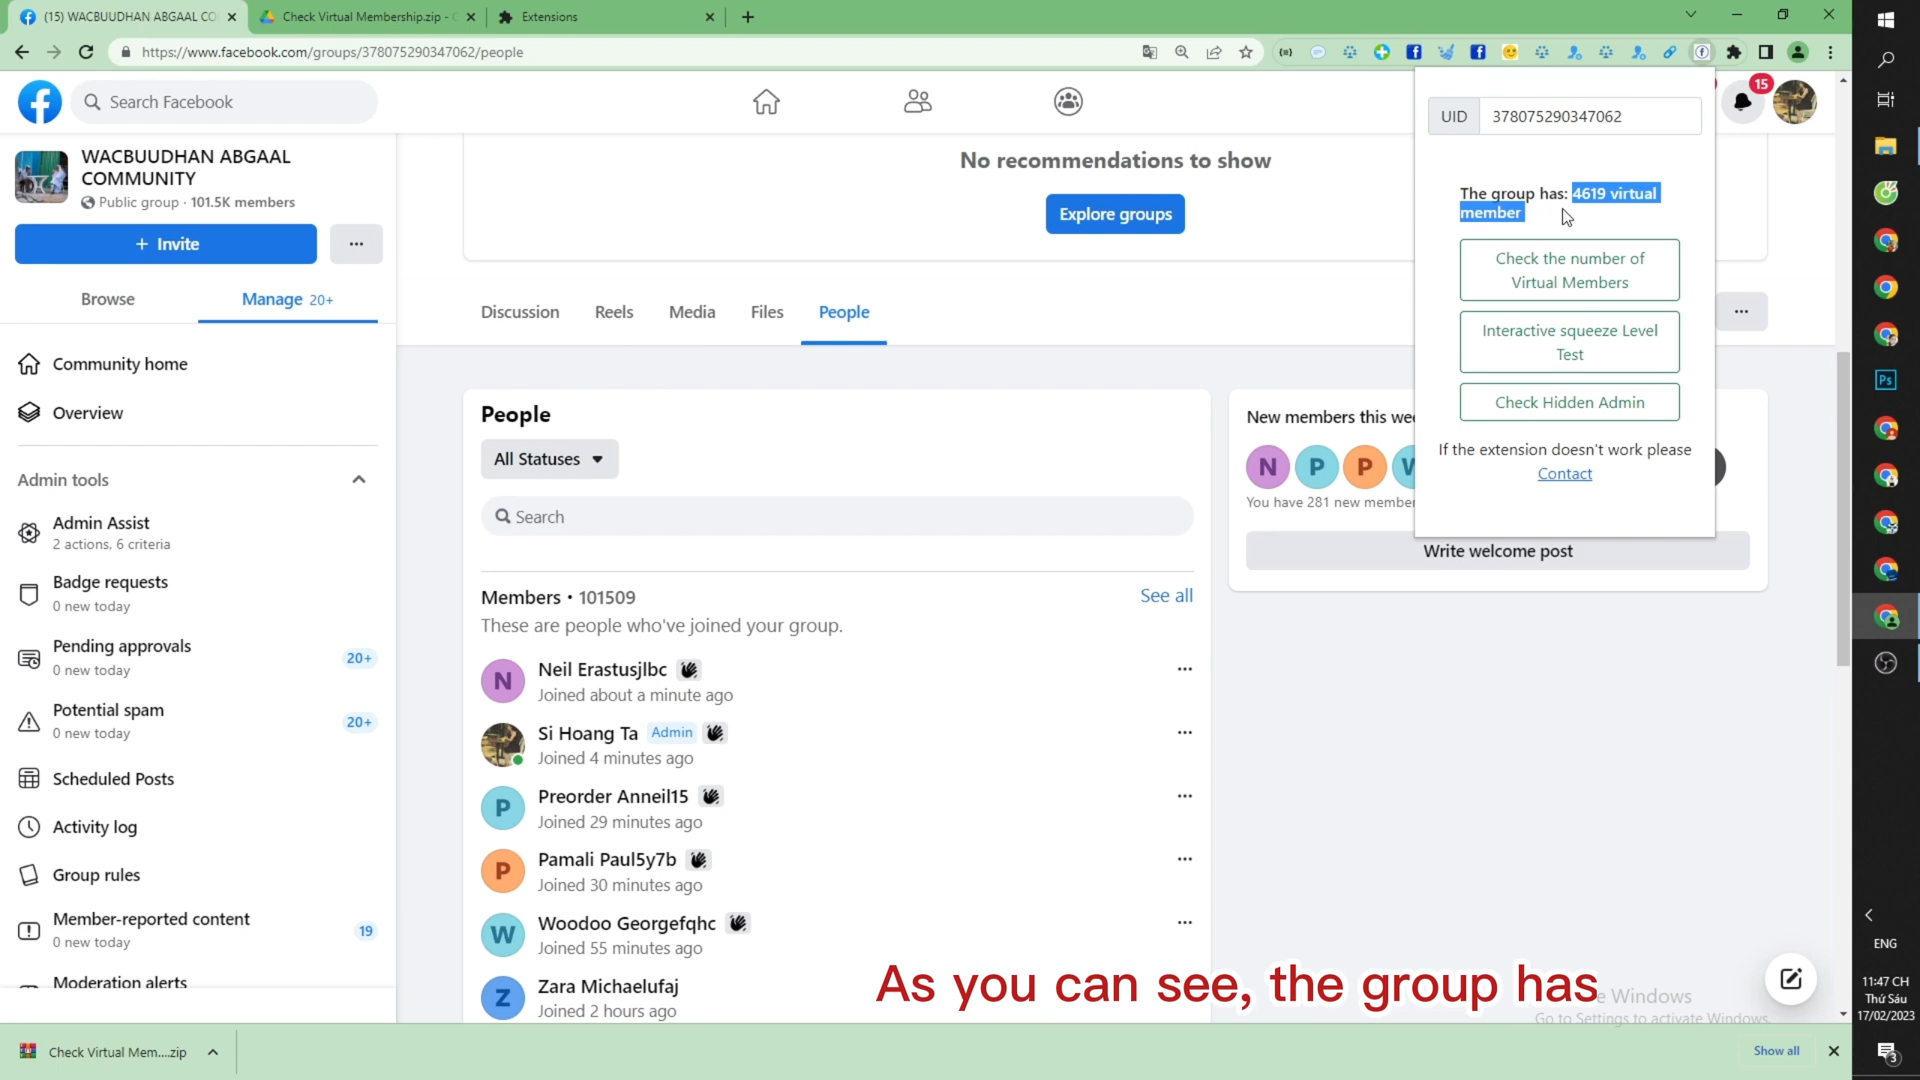 (15) WACBUUDHAN ABGAAL CO
Check Virtual Membership.zip - G
Extensions
https://www.facebook.com/groups/378075290347062/people
Search Facebook
15
UID 378075290347062
WACBUUDHAN ABGAAL
COMMUNITY
Public group · 101.5K members
+ Invite
Browse
Manage 20+
Community home
Overview
Admin tools
Admin Assist
2 actions, 6 criteria
Badge requests
0 new today
Pending approvals
0 new today
20+
Potential spam
0 new today
20+
Scheduled Posts
Activity log
Group rules
Member-reported content
0 new today
19
Moderation alerts
No recommendations to show
Explore groups
Discussion
Reels
Media
Files
People
People
All Statuses
Search
Members · 101509
See all
These are people who've joined your group.
N
Neil Erastusjlbc
Joined about a minute ago
Si Hoang Ta Admin
Joined 4 minutes ago
P
Preorder Anneil15
Joined 29 minutes ago
P
Pamali Paul5y7b
Joined 30 minutes ago
W
Woodoo Georgefqhc
Joined 55 minutes ago
Z
Zara Michaelufaj
Joined 2 hours ago
The group has: 4619 virtual
member
Check the number of
Virtual Members
Interactive squeeze Level
Test
Check Hidden Admin
If the extension doesn't work please
Contact
New members this wee
N P P W
You have 281 new member
Write welcome post
As you can see, the group has
e Windows
Go to Settings to activate Windows.
Check Virtual Mem....zip
Show all
Ps
ENG
11:47 CH
Thứ Sáu
17/02/2023
3